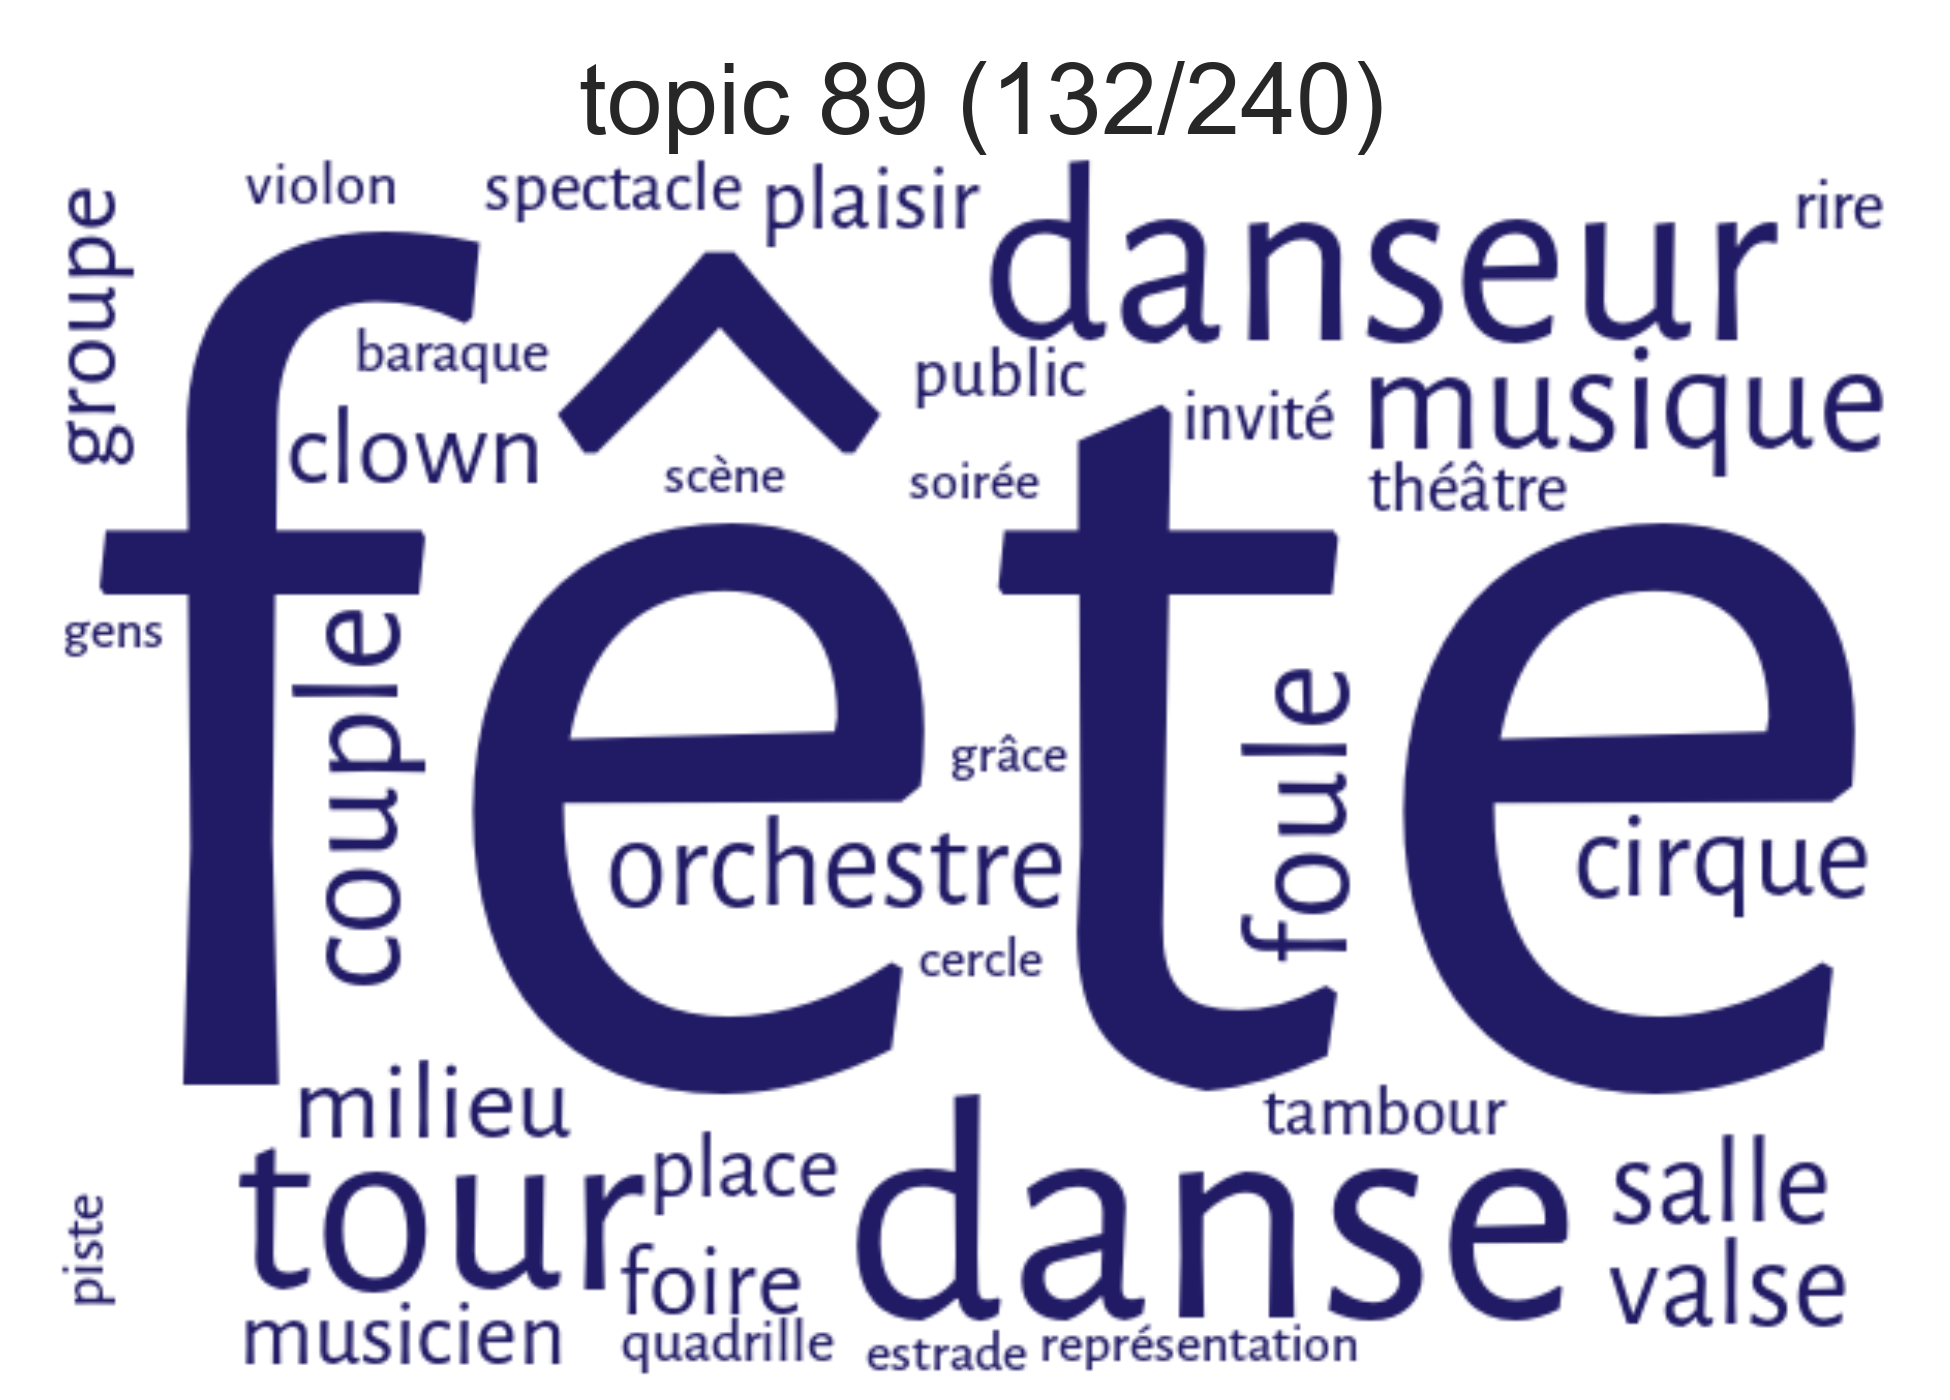 topic 89 (132/240)
violon
spectacle
plaisir
danseur
rire
groupe
baraque
public
invité
musique
clown
scène
soirée
théâtre
fête
gens
couple
grâce
foule
orchestre
cirque
cercle
milieu
tambour
tour
place
danse
salle
piste
foire
valse
musicien
quadrille
estrade
représentation